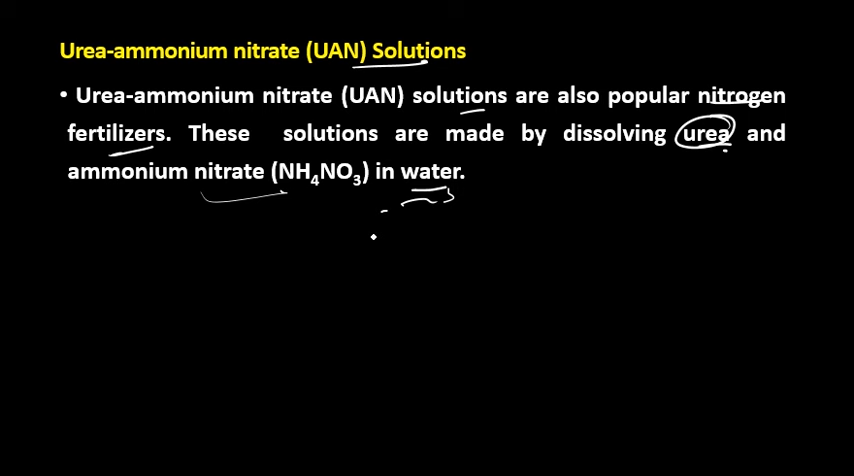 Urea-ammonium nitrate (UAN) Solutions
• Urea-ammonium nitrate (UAN) solutions are also popular nitrogen
fertilizers. These solutions are made by dissolving urea and
ammonium nitrate (NH₄NO₃) in water.